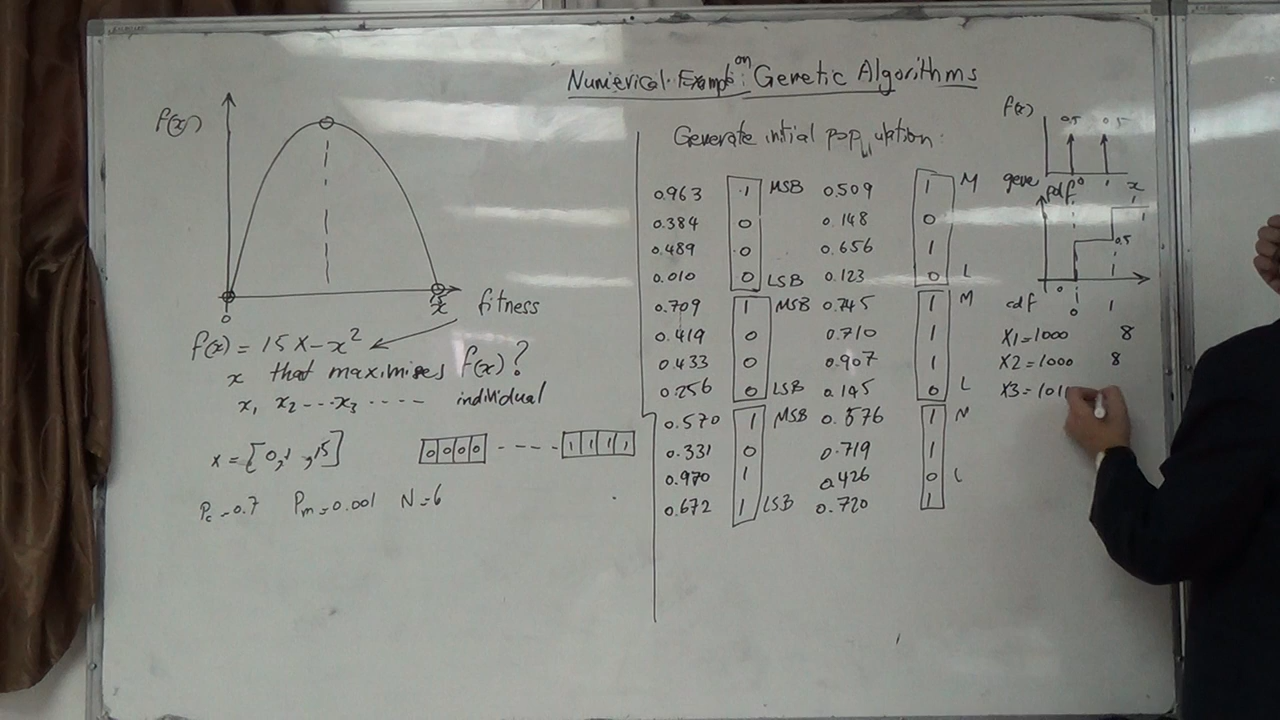 Numerical Example on: Genetic Algorithms
f(x)
0
x
fitness
f(x) = 15x-x²
x that maximises f(x)?
x₁ x₂ ---x₃ ---- individual
x = [0,1 ,15]
0 0 0 0 ---- 1 1 1 1
Pc=0.7 Pm=0.001 N=6
Generate initial population:
0.963 1 MSB 0.509 1 M
0.384 0 0.148 0
0.489 0 0.656 1
0.010 0 LSB 0.123 0 L
0.709 1 MSB 0.745 1 M
0.419 0 0.710 1
0.433 0 0.907 1
0.256 0 LSB 0.145 0 L
0.570 1 MSB 0.576 1 M
0.331 0 0.719 1
0.970 1 0.426 0 L
0.672 1 LSB 0.720 1
f(x)
0.5 0.5
gene 0 1 x
pdf
1
0.5
0
cdf 0 1
X1=1000 8
X2=1000 8
X3=1011